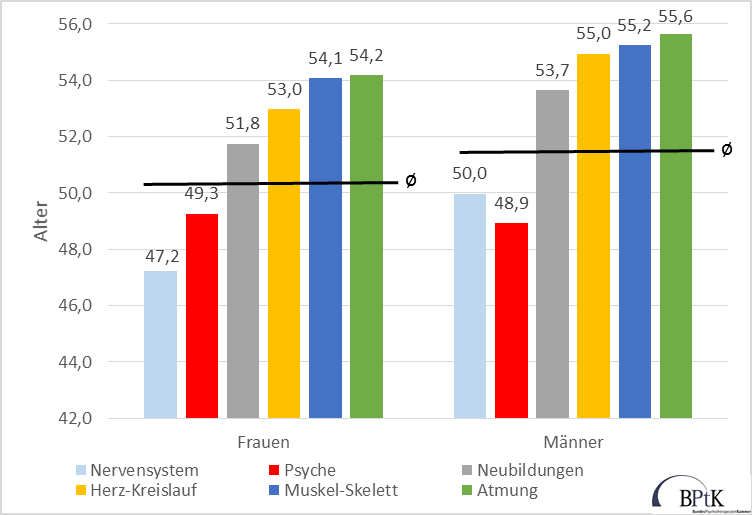 56,0
54,0
52,0
50,0
48,0
46,0
44,0
42,0
Alter
47,2
49,3
51,8
53,0
54,1
54,2
Ø
50,0
48,9
53,7
55,0
55,2
55,6
Ø
Frauen Männer
Nervensystem Psyche Neubildungen
Herz-Kreislauf Muskel-Skelett Atmung
BPtK
BundesPsychotherapeutenKammer